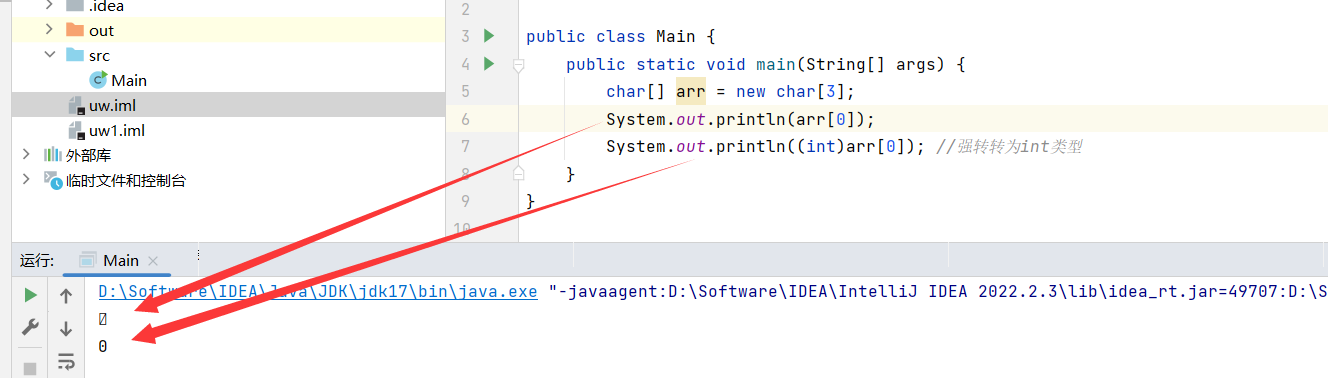 .idea
out
src
Main
uw.iml
uw1.iml
外部库
临时文件和控制台
2
3 public class Main {
4 public static void main(String[] args) {
5 char[] arr = new char[3];
6 System.out.println(arr[0]);
7 System.out.println((int)arr[0]); //强转转为int类型
8 }
9 }
10
运行: Main
D:\Software\IDEA\Java\JDK\jdk17\bin\java.exe "-javaagent:D:\Software\IDEA\IntelliJ IDEA 2022.2.3\lib\idea_rt.jar=49707:D:\S
0